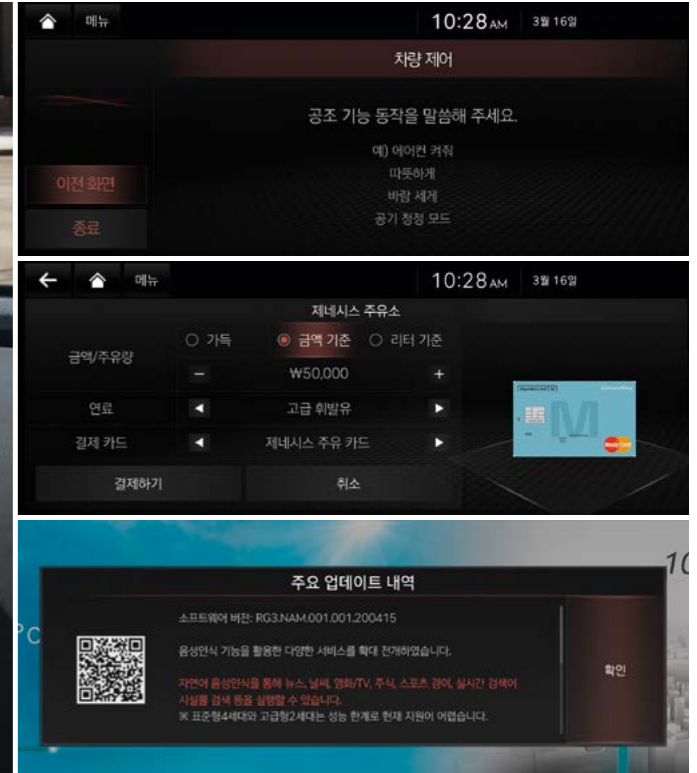 메뉴
10:28 AM 3월 16일
차량 제어
공조 기능 동작을 말씀해 주세요.
예) 에어컨 켜줘
따뜻하게
바람 세게
공기 청정 모드
이전 화면
종료
메뉴
10:28 AM 3월 16일
제네시스 주유소
금액/주유량
가득 금액 기준 리터 기준
− ₩50,000 +
연료 고급 휘발유
결제 카드 제네시스 주유 카드
M
결제하기 취소
10
주요 업데이트 내역
°C
소프트웨어 버전: RG3.NAM.001.001.200415
음성인식 기능을 활용한 다양한 서비스를 확대 전개하였습니다.
자연어 음성인식을 통해 뉴스, 날씨, 영화/TV, 주식, 스포츠 경어, 실시간 검색어
시설물 검색 등을 실행할 수 있습니다.
※ 표준형4세대와 고급형2세대는 성능 한계로 현재 지원이 어렵습니다.
확인